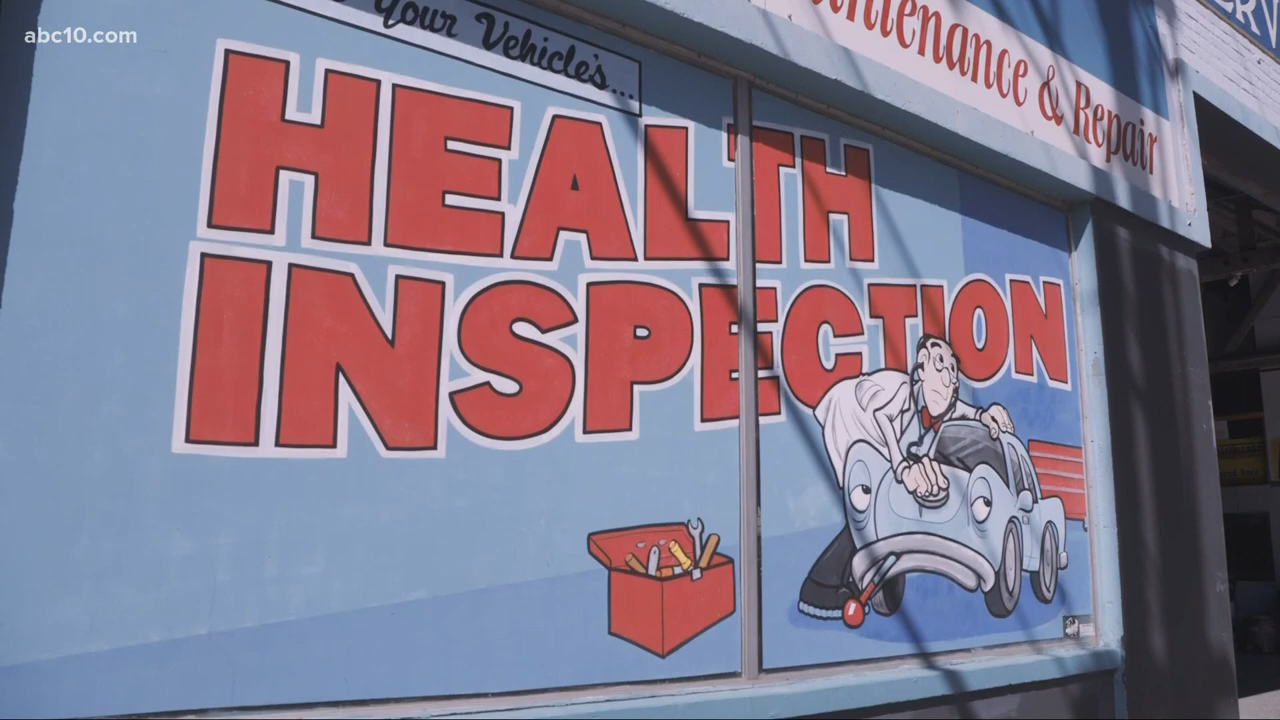 abc10.com
Your Vehicle's...
HEALTH
INSPECTION
& Repair